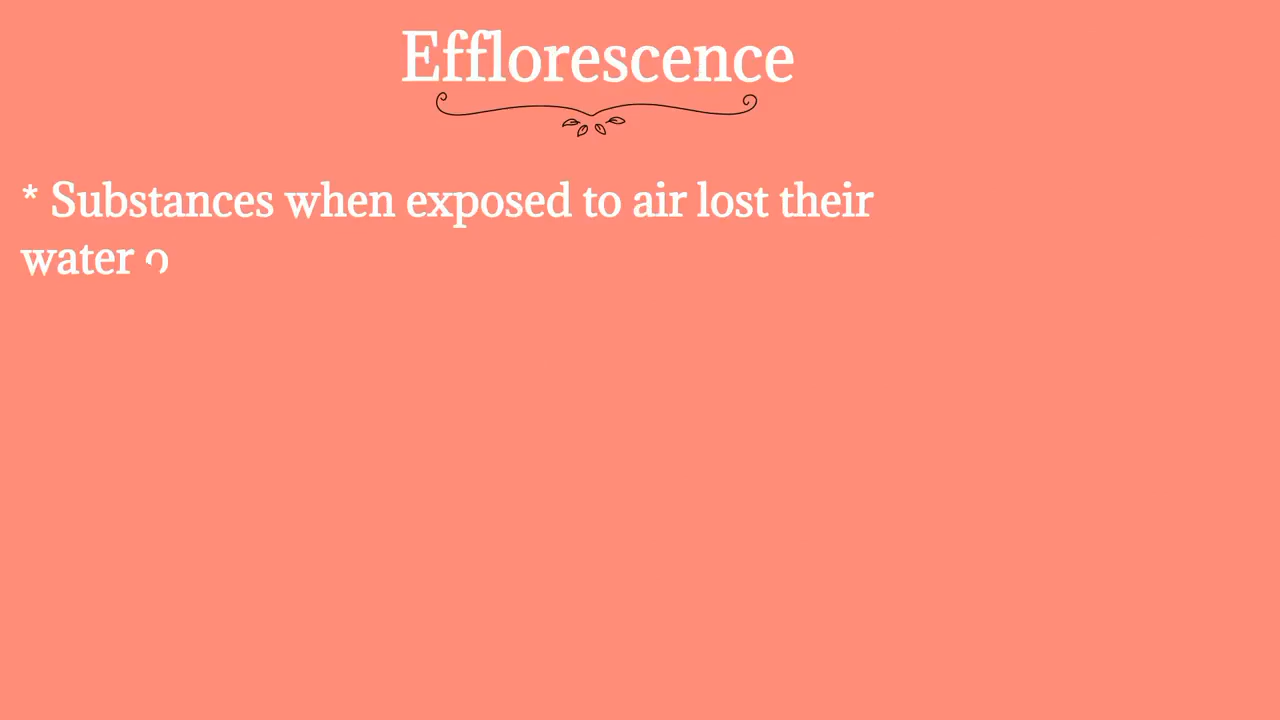 Efflorescence
* Substances when exposed to air lost their
water